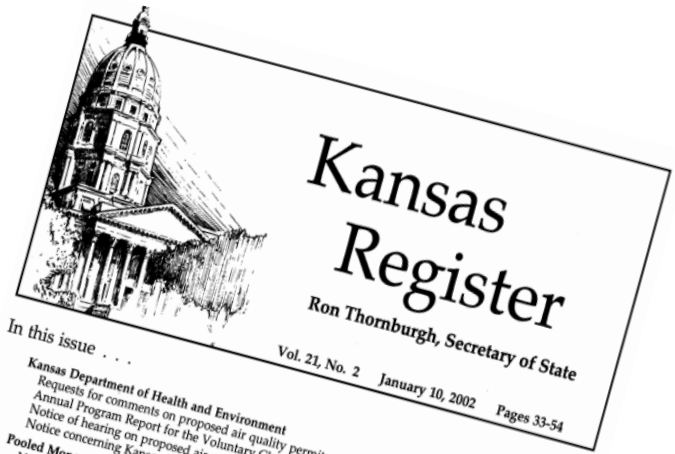 Kansas
Register
Ron Thornburgh, Secretary of State
Vol. 21, No. 2 January 10, 2002 Pages 33-54
In this issue . . .
Kansas Department of Health and Environment
Requests for comments on proposed air quality
Annual Program Report for the Voluntary
Notice of hearing on proposed
Notice concerning
Pooled